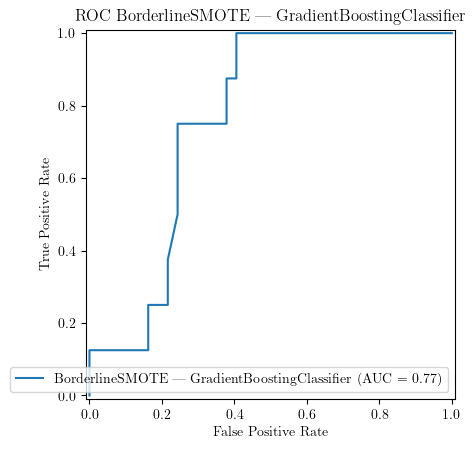 ROC BorderlineSMOTE — GradientBoostingClassifier
1.0
0.8
0.6
0.4
0.2
0.0
True Positive Rate
BorderlineSMOTE — GradientBoostingClassifier (AUC = 0.77)
0.0 0.2 0.4 0.6 0.8 1.0
False Positive Rate